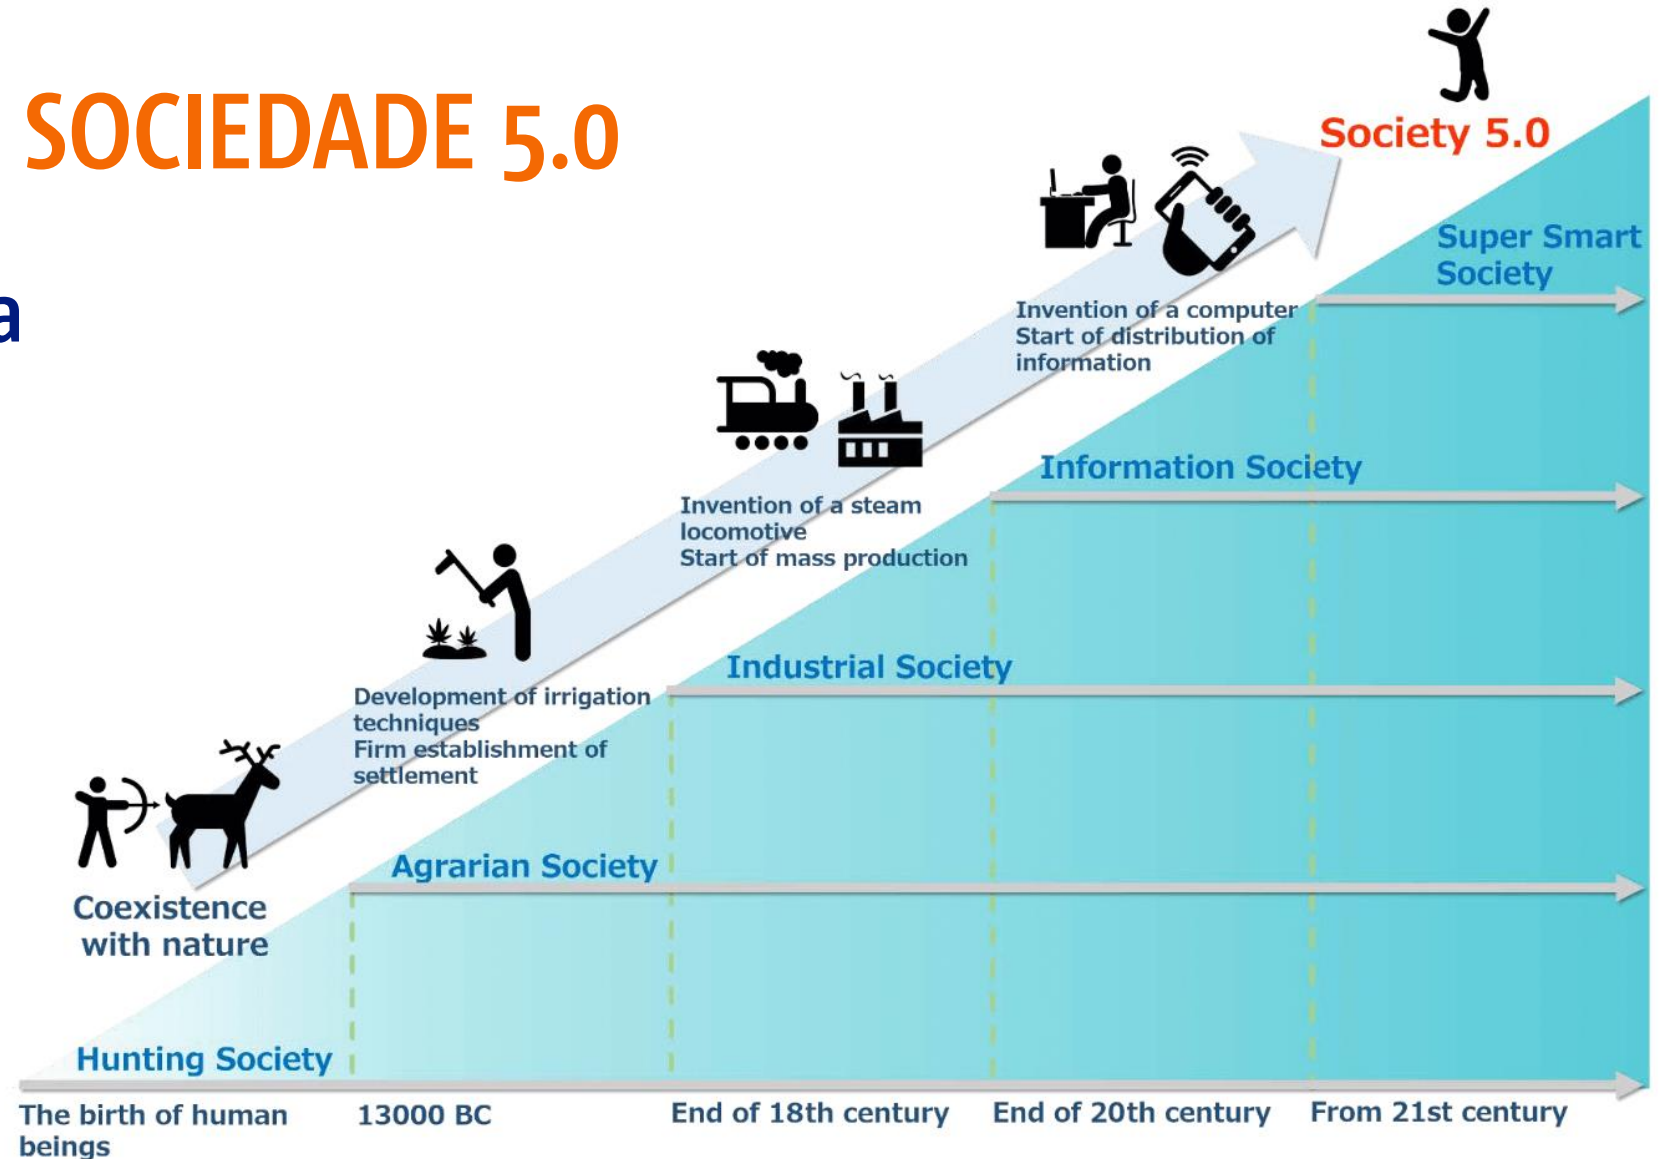 SOCIEDADE 5.0
a
Society 5.0
Super Smart
Society
Invention of a computer
Start of distribution of
information
Information Society
Invention of a steam
locomotive
Start of mass production
Industrial Society
Development of irrigation
techniques
Firm establishment of
settlement
Agrarian Society
Coexistence
with nature
Hunting Society
The birth of human
beings
13000 BC
End of 18th century
End of 20th century
From 21st century